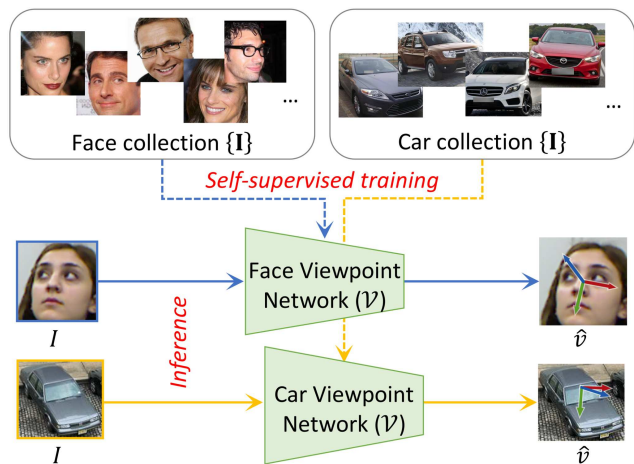 ...
...
Face collection {I}
Car collection {I}
Self-supervised training
Face Viewpoint
Network (𝒱)
I
v̂
Inference
Car Viewpoint
Network (𝒱)
I
v̂